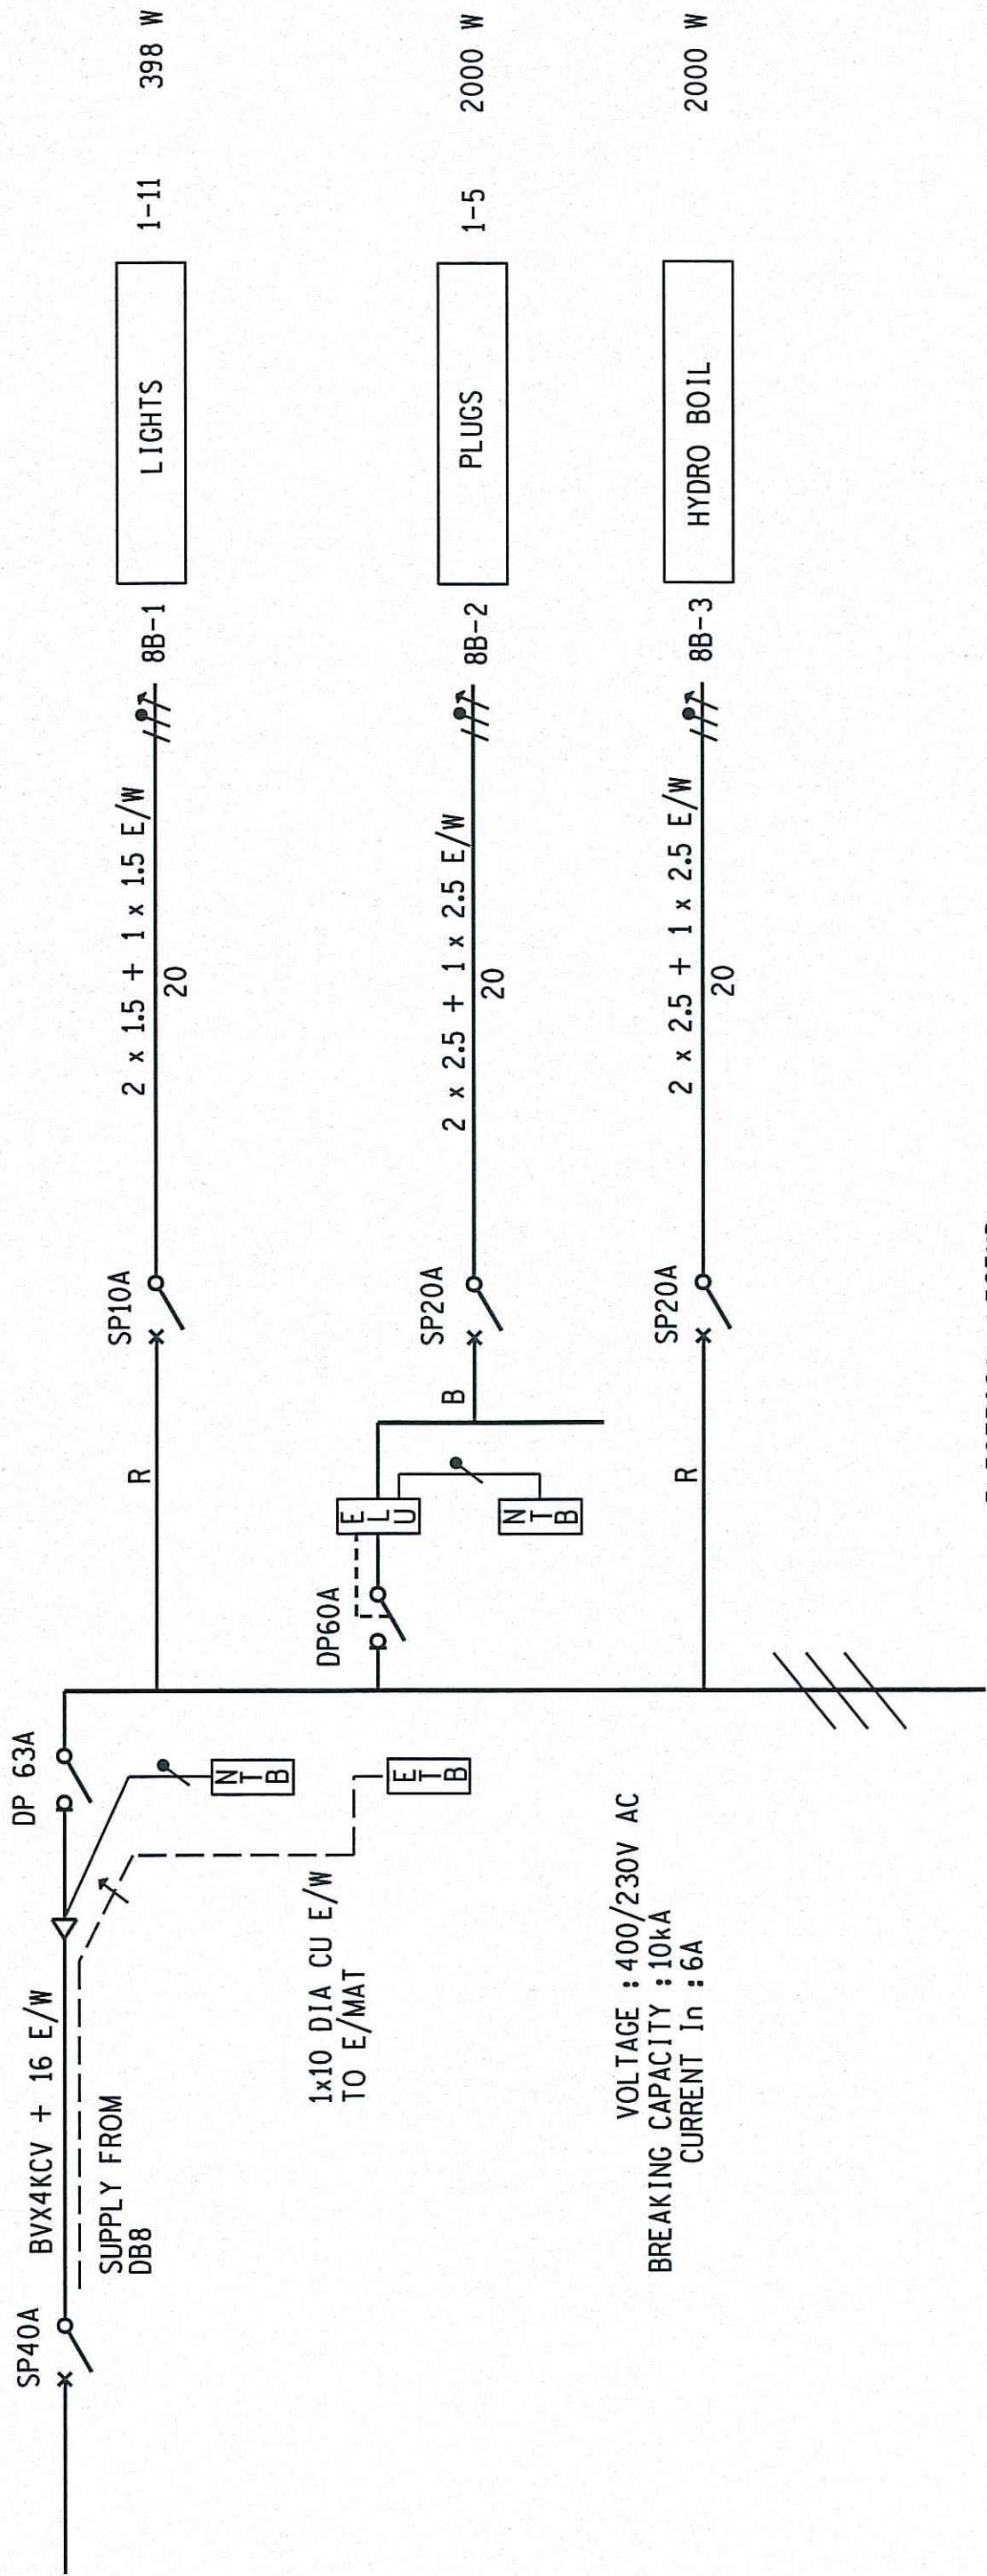 SP40A
BVX4KCV + 16 E/W
DP 63A
SUPPLY FROM
DB8
1x10 DIA CU E/W
TO E/MAT
NTB
ETB
VOLTAGE : 400/230V AC
BREAKING CAPACITY : 10kA
CURRENT In : 6A
R
SP10A
2 x 1.5 + 1 x 1.5 E/W
20
8B-1
LIGHTS
1-11
398 W
DP60A
ELU
NTB
B
SP20A
2 x 2.5 + 1 x 2.5 E/W
20
8B-2
PLUGS
1-5
2000 W
R
SP20A
2 x 2.5 + 1 x 2.5 E/W
20
8B-3
HYDRO BOIL
2000 W